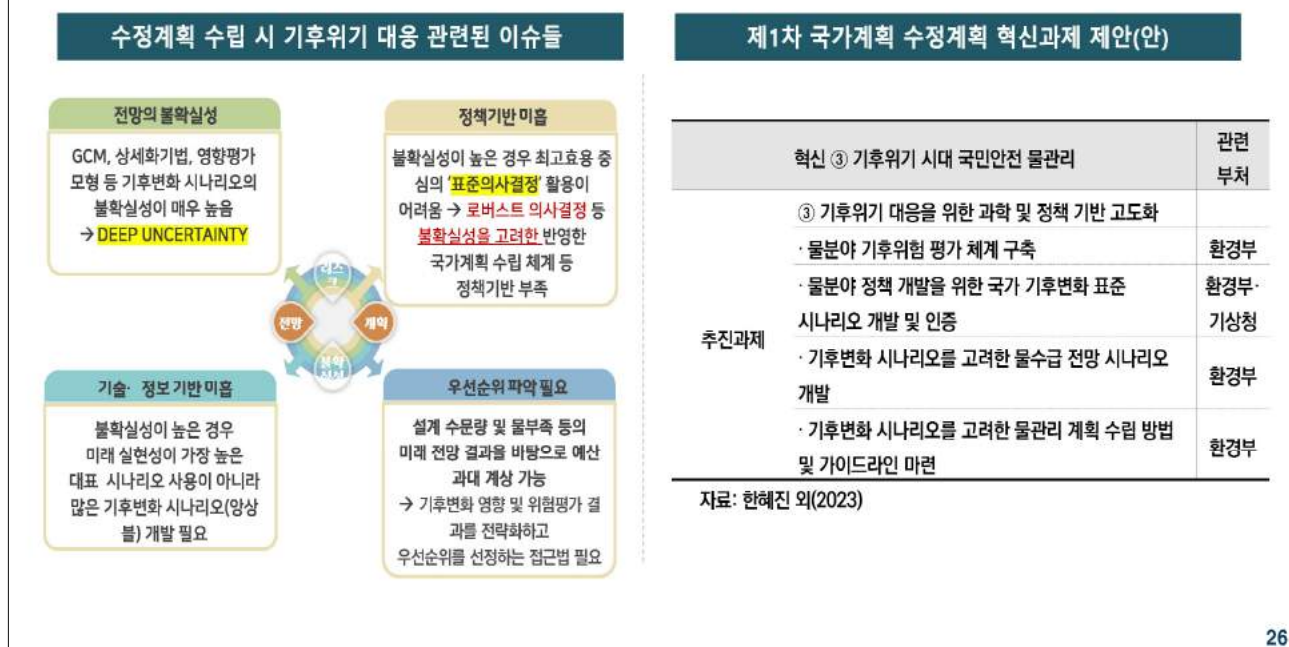 수정계획 수립 시 기후위기 대응 관련된 이슈들
전망의 불확실성
GCM, 상세화기법, 영향평가
모형 등 기후변화 시나리오의
불확실성이 매우 높음
→ DEEP UNCERTAINTY
정책기반 미흡
불확실성이 높은 경우 최고효용 중
심의 '표준의사결정' 활용이
어려움 → 로버스트 의사결정 등
불확실성을 고려한 반영한
국가계획 수립 체계 등
정책기반 부족
리스
크
전망
계획
기술· 정보 기반 미흡
불확실성이 높은 경우
미래 실현성이 가장 높은
대표 시나리오 사용이 아니라
많은 기후변화 시나리오(앙상
블) 개발 필요
우선순위 파악 필요
설계 수문량 및 물부족 등의
미래 전망 결과를 바탕으로 예산
과대 계상 가능
→ 기후변화 영향 및 위험평가 결
과를 전략화하고
우선순위를 선정하는 접근법 필요
제1차 국가계획 수정계획 혁신과제 제안(안)
혁신 ③ 기후위기 시대 국민안전 물관리
관련
부처
추진과제
③ 기후위기 대응을 위한 과학 및 정책 기반 고도화
· 물분야 기후위험 평가 체계 구축
환경부
· 물분야 정책 개발을 위한 국가 기후변화 표준
시나리오 개발 및 인증
환경부·
기상청
· 기후변화 시나리오를 고려한 물수급 전망 시나리오
개발
환경부
· 기후변화 시나리오를 고려한 물관리 계획 수립 방법
및 가이드라인 마련
환경부
자료: 한혜진 외(2023)
26